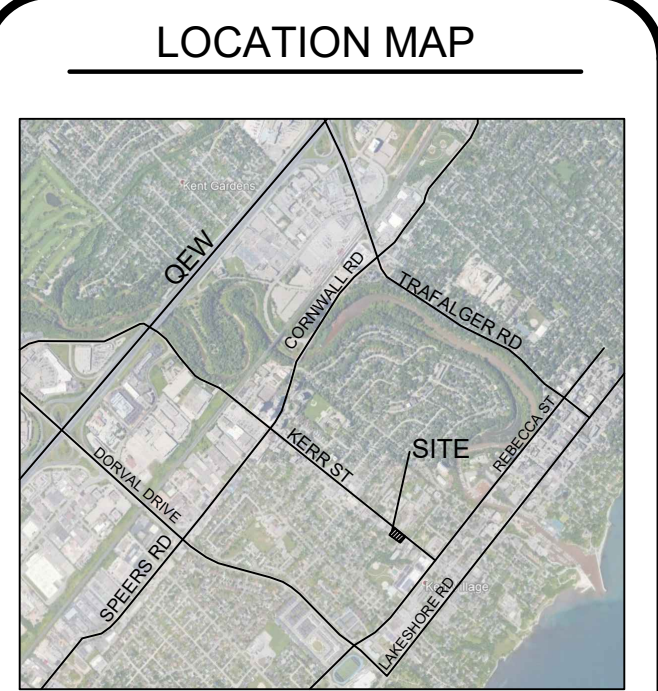 LOCATION MAP
Kent Gardens
QEW
CORNWALL RD
TRAFALGER RD
REBECCA ST
KERR ST
SITE
DORVAL DRIVE
SPEERS RD
LAKESHORE RD